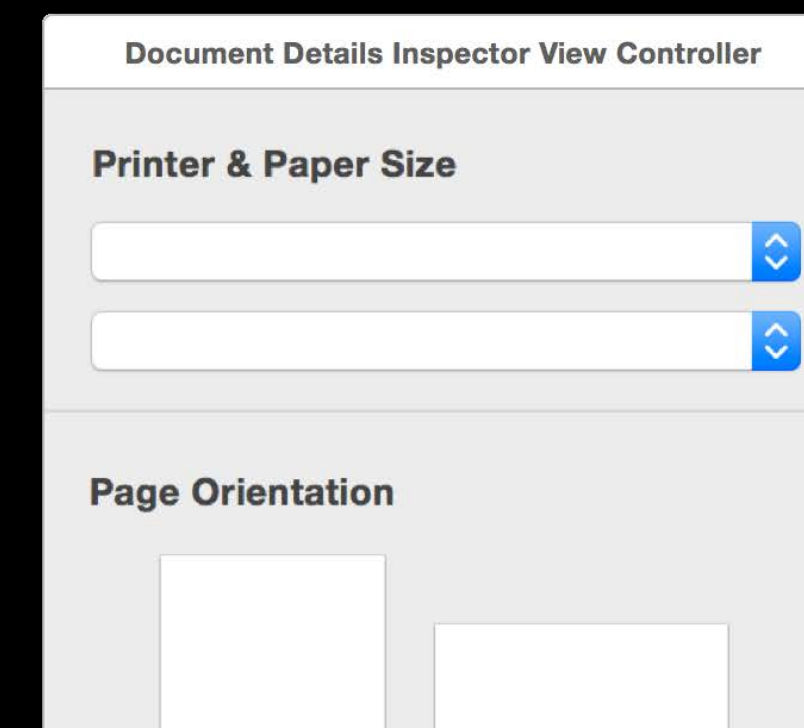 Document Details Inspector View Controller
Printer & Paper Size
Page Orientation